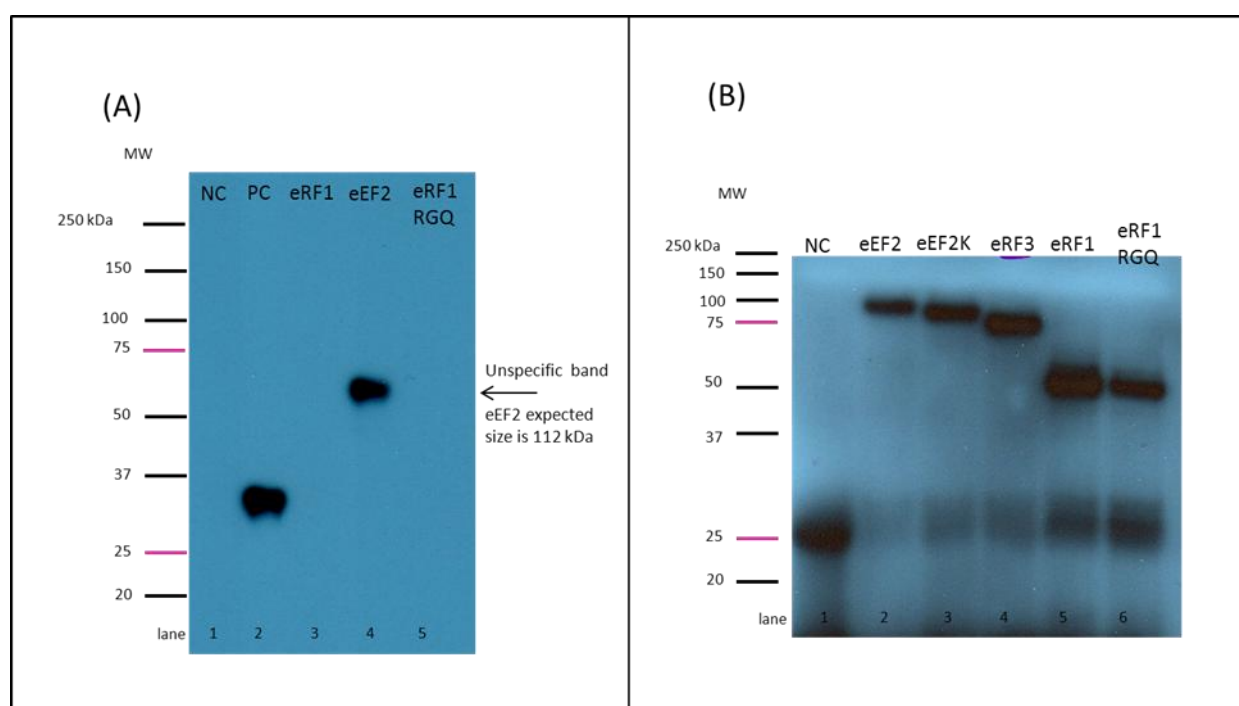 (A)
MW
NC PC eRF1 eEF2 eRF1
RGQ
250 kDa
150
100
75
50
37
25
20
Unspecific band
eEF2 expected
size is 112 kDa
lane 1 2 3 4 5
(B)
MW
NC eEF2 eEF2K eRF3 eRF1 eRF1
RGQ
250 kDa
150
100
75
50
37
25
20
lane 1 2 3 4 5 6